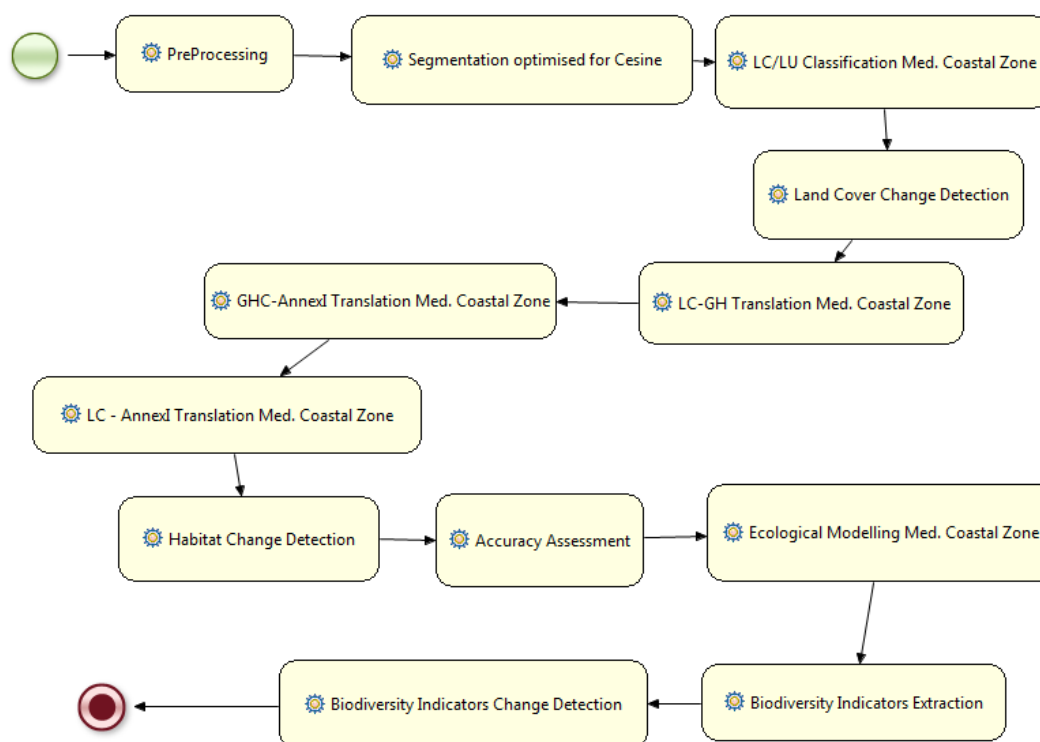 PreProcessing
Segmentation optimised for Cesine
LC/LU Classification Med. Coastal Zone
Land Cover Change Detection
LC-GH Translation Med. Coastal Zone
GHC-AnnexI Translation Med. Coastal Zone
LC - AnnexI Translation Med. Coastal Zone
Habitat Change Detection
Accuracy Assessment
Ecological Modelling Med. Coastal Zone
Biodiversity Indicators Extraction
Biodiversity Indicators Change Detection